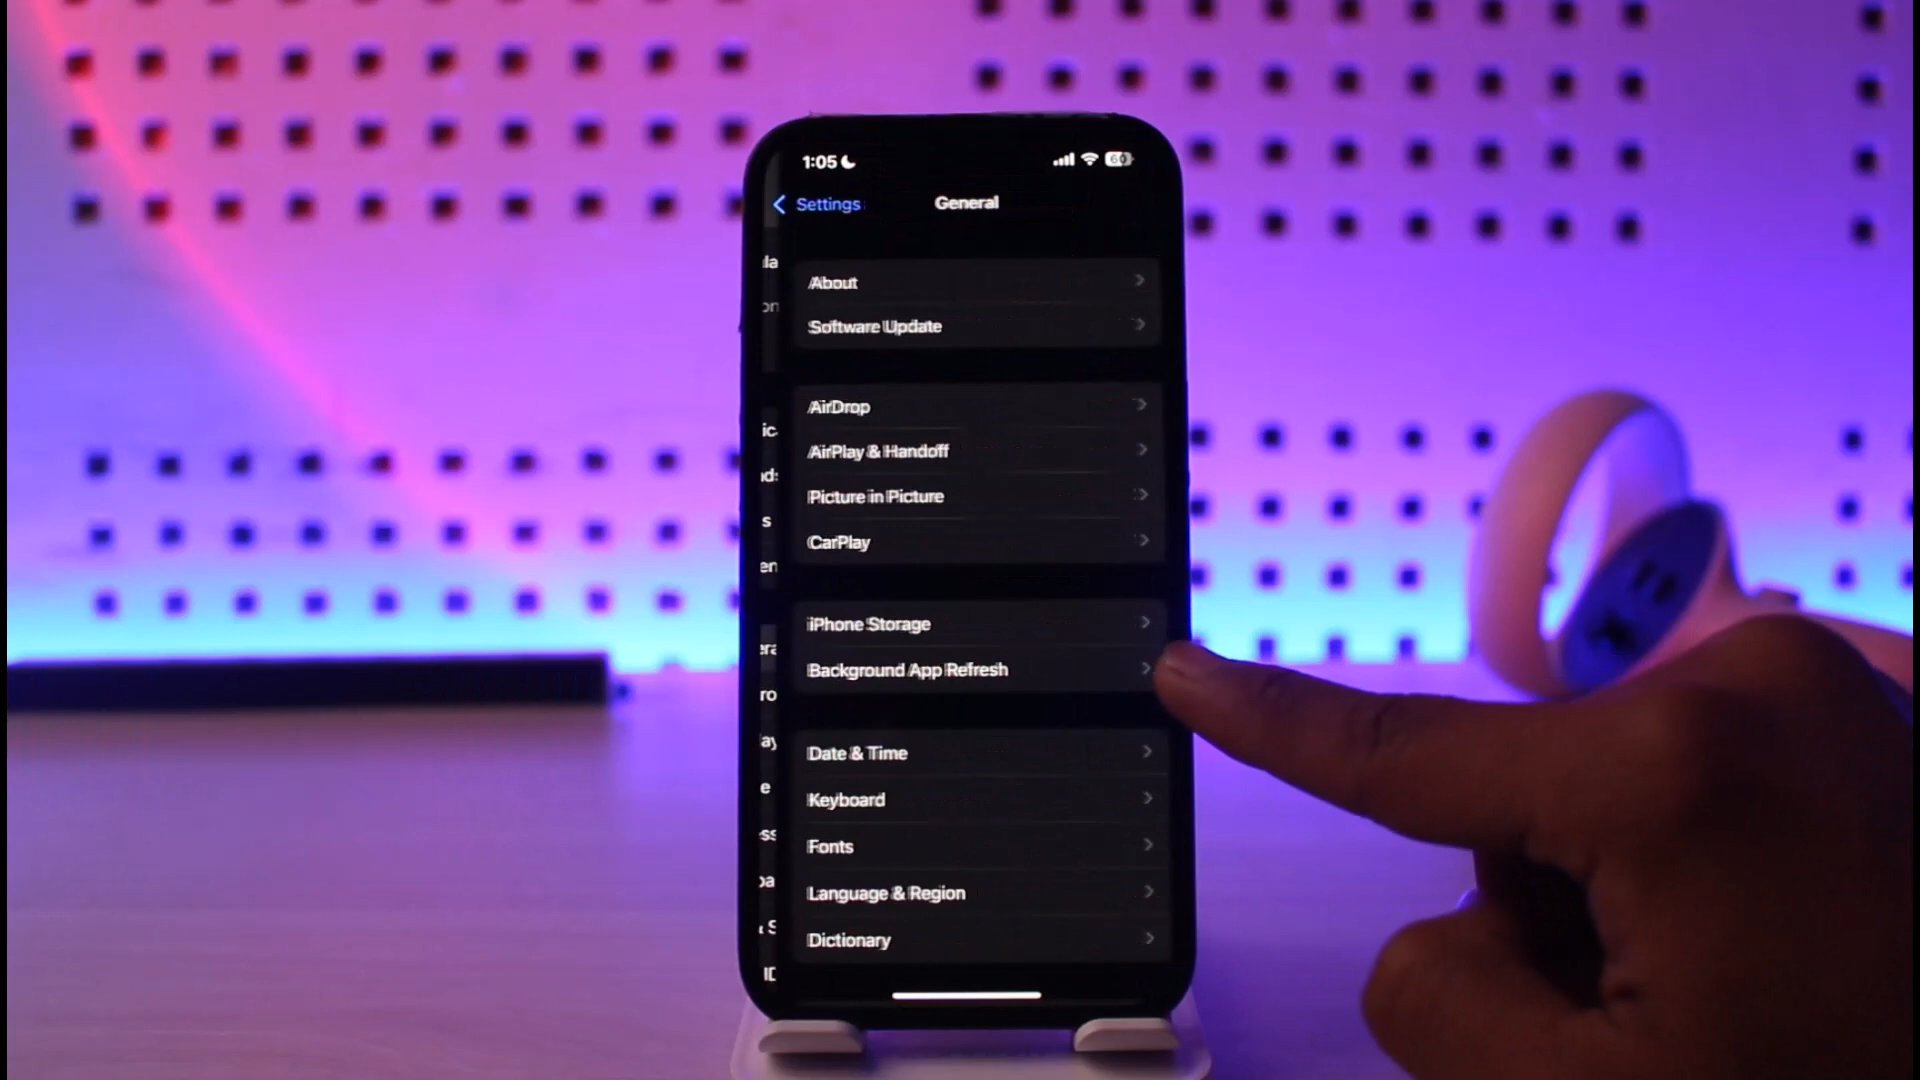 1:05
60
Settings
General
About
Software Update
AirDrop
AirPlay & Handoff
Picture in Picture
CarPlay
iPhone Storage
Background App Refresh
Date & Time
Keyboard
Fonts
Language & Region
Dictionary